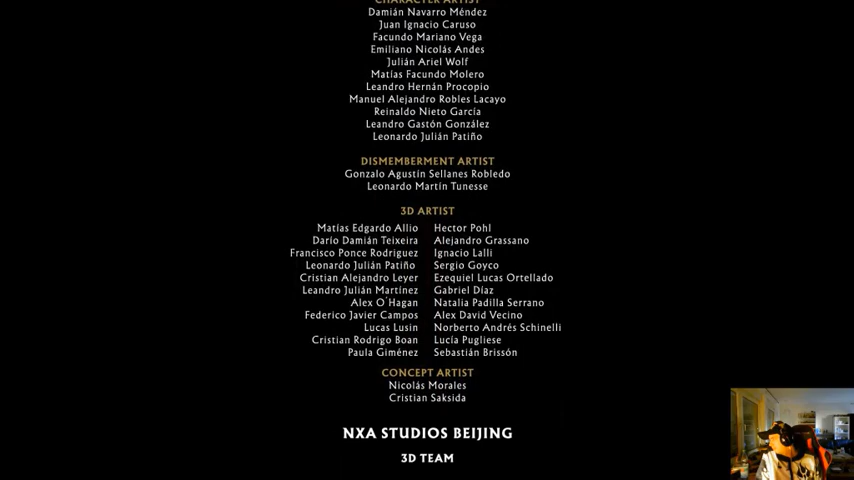 CHARACTER ARTIST
Damián Navarro Méndez
Juan Ignacio Caruso
Facundo Mariano Vega
Emiliano Nicolás Andes
Julián Ariel Wolf
Matías Facundo Molero
Leandro Hernán Procopio
Manuel Alejandro Robles Lacayo
Reinaldo Nieto García
Leandro Gastón González
Leonardo Julián Patiño
DISMEMBERMENT ARTIST
Gonzalo Agustín Sellanes Robledo
Leonardo Martín Tunesse
3D ARTIST
Matías Edgardo Allio Hector Pohl
Darío Damián Teixeira Alejandro Grassano
Francisco Ponce Rodriguez Ignacio Lalli
Leonardo Julián Patiño Sergio Goyco
Cristian Alejandro Leyer Ezequiel Lucas Ortellado
Leandro Julián Martínez Gabriel Díaz
Alex O´Hagan Natalia Padilla Serrano
Federico Javier Campos Alex David Vecino
Lucas Lusin Norberto Andrés Schinelli
Cristian Rodrigo Boan Lucía Pugliese
Paula Giménez Sebastián Brissón
CONCEPT ARTIST
Nicolás Morales
Cristian Saksida
NXA STUDIOS BEIJING
3D TEAM